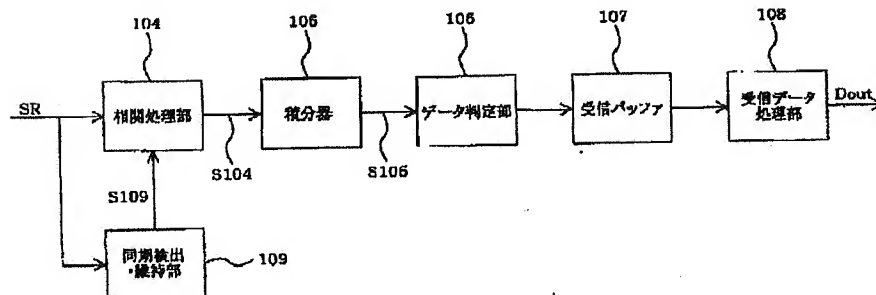 104
105
106
107
108
SR
相関処理部
積分器
データ判定部
受信バッファ
受信データ
処理部
Dout
S104
S105
S109
同期検出
・維持部
109